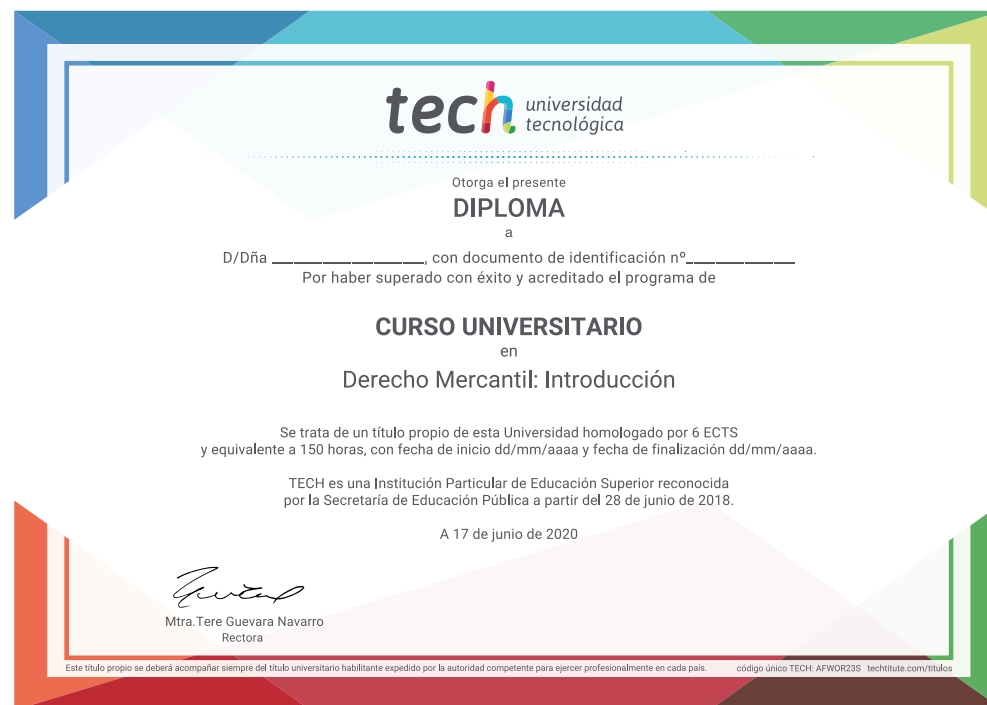 tech universidad
tecnológica
Otorga el presente
DIPLOMA
a
D/Dña ______________, con documento de identificación nº__________
Por haber superado con éxito y acreditado el programa de
CURSO UNIVERSITARIO
en
Derecho Mercantil: Introducción
Se trata de un título propio de esta Universidad homologado por 6 ECTS
y equivalente a 150 horas, con fecha de inicio dd/mm/aaaa y fecha de finalización dd/mm/aaaa.
TECH es una Institución Particular de Educación Superior reconocida
por la Secretaría de Educación Pública a partir del 28 de junio de 2018.
A 17 de junio de 2020
Mtra.Tere Guevara Navarro
Rectora
Este título propio se deberá acompañar siempre del título universitario habilitante expedido por la autoridad competente para ejercer profesionalmente en cada país. código único TECH: AFWOR23S techtitute.com/titulos